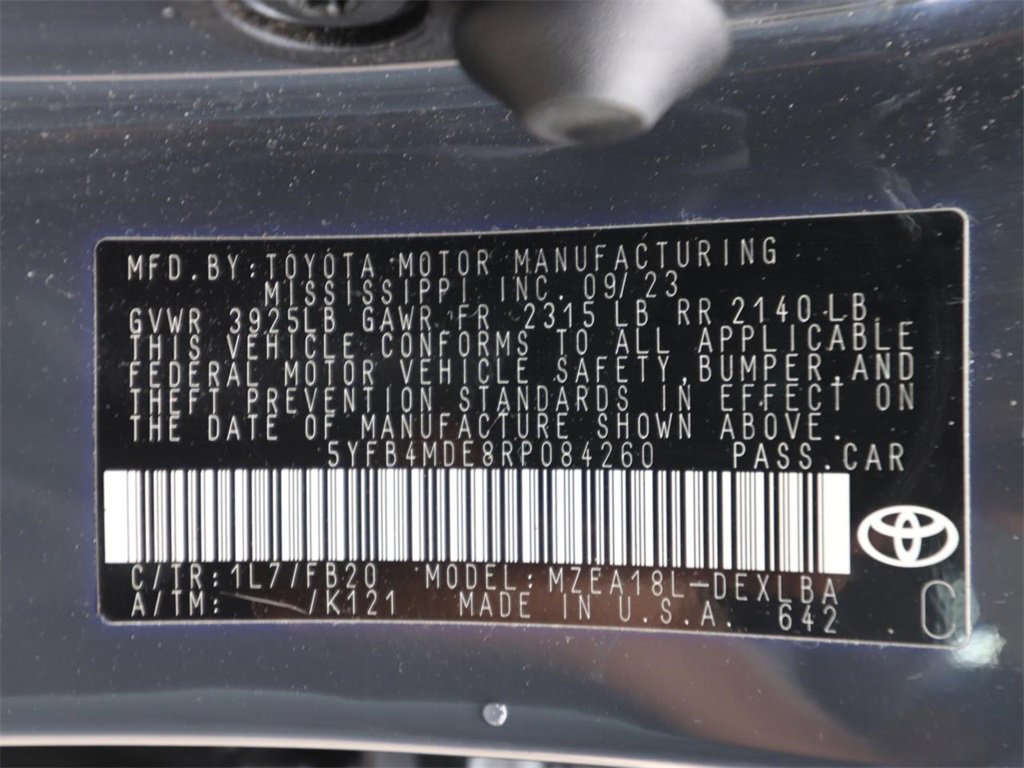 MFD.BY:TOYOTA MOTOR MANUFACTURING
MISSISSIPPI, INC. 09/23
GVWR 3925LB GAWR FR 2315 LB RR 2140 LB
THIS VEHICLE CONFORMS TO ALL APPLICABLE
FEDERAL MOTOR VEHICLE SAFETY,BUMPER,AND
THEFT PREVENTION STANDARDS IN EFFECT ON
THE DATE OF MANUFACTURE SHOWN ABOVE.
5YFB4MDE8RP084260 PASS.CAR
C/TR:1L7/FB20 MODEL:MZEA18L-DEXLBA
A/TM: /K121 MADE IN U.S.A. 642
C